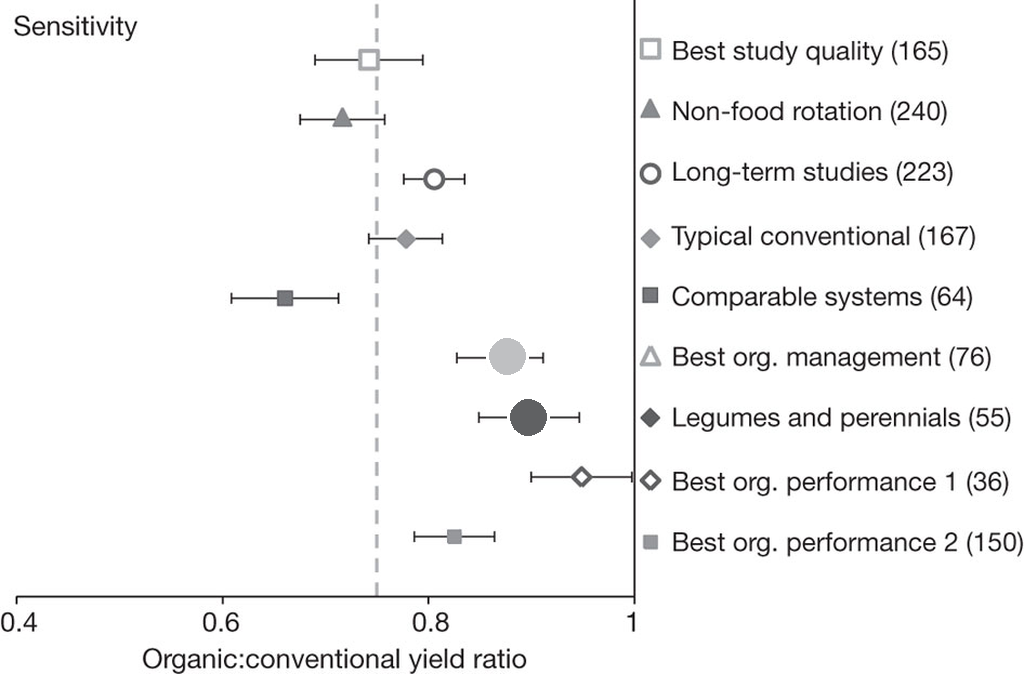 Sensitivity
Best study quality (165)
Non-food rotation (240)
Long-term studies (223)
Typical conventional (167)
Comparable systems (64)
Best org. management (76)
Legumes and perennials (55)
Best org. performance 1 (36)
Best org. performance 2 (150)
0.4 0.6 0.8 1
Organic:conventional yield ratio